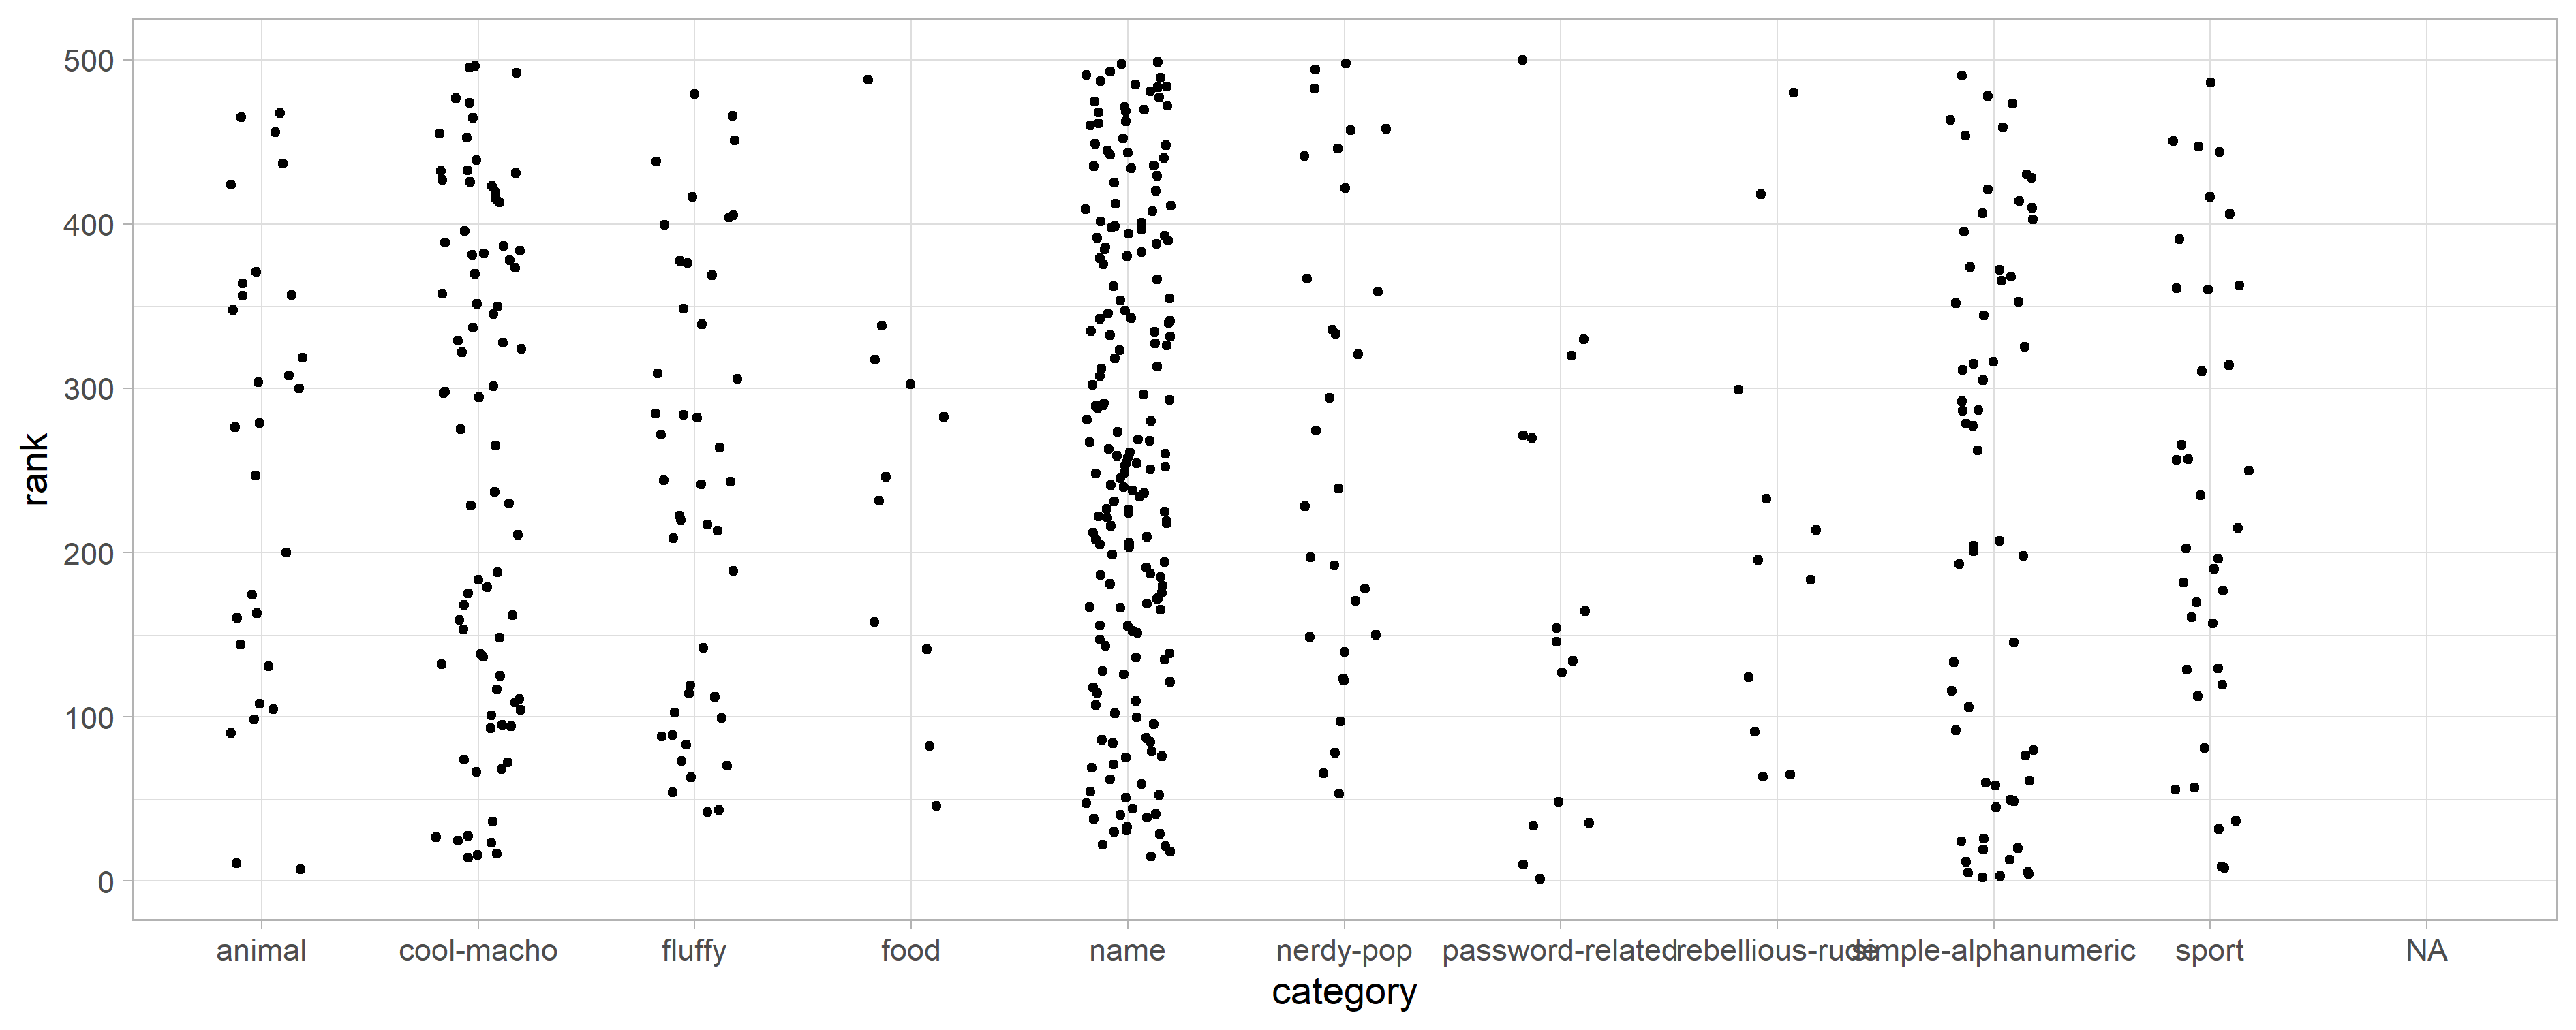 500
400
300
200
100
0
rank
animal cool-macho fluffy food name nerdy-pop password-related rebellious-rude simple-alphanumeric sport NA
category